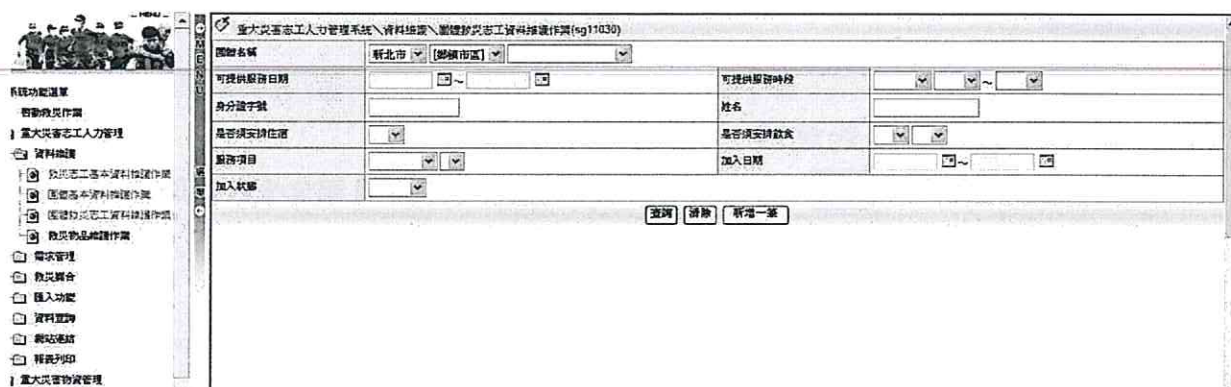 MENU
系統功能選單
啓動救災作業
重大災害志工人力管理
資料維護
救災志工基本資料維護作業
團體基本資料維護作業
團體救災志工資料維護作業
救災物品維護作業
需求管理
救災媒合
匯入功能
資料查詢
網站連結
報表列印
重大災害物資管理
MENU
選單
重大災害志工人力管理系統＼資料維護＼團體救災志工資料維護作業(sg11030)
團體名稱 新北市 [鄉鎮市區]
可提供服務日期 ~ 可提供服務時段 ~
身分證字號 姓名
是否須安排住宿 是否須安排飲食
服務項目 加入日期 ~
加入狀態
查詢 清除 新增一筆